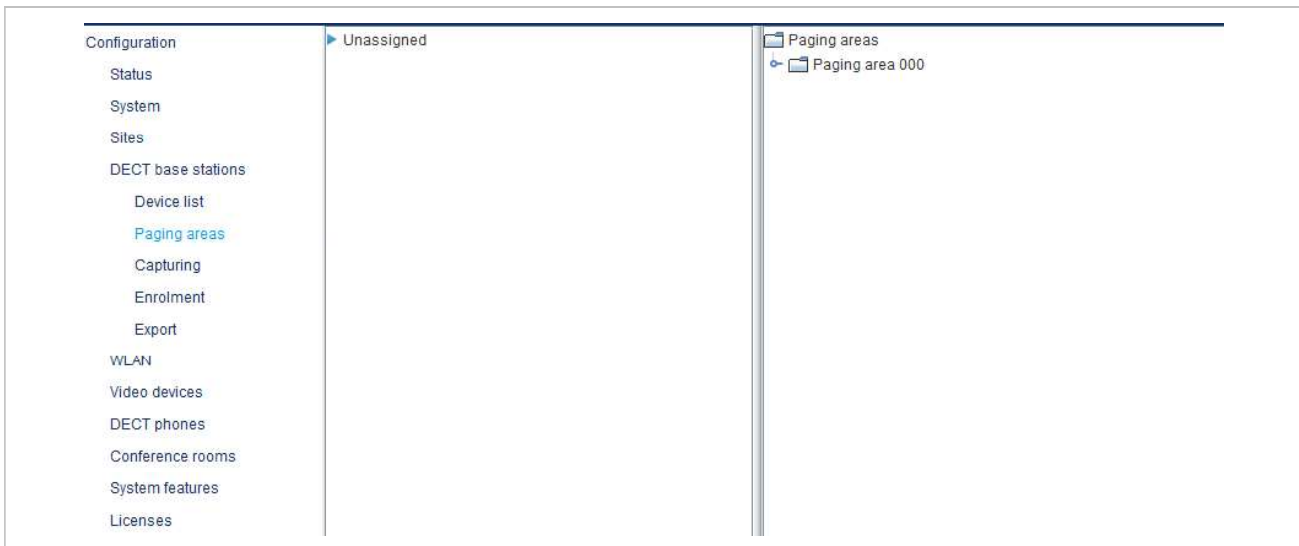 Configuration
Status
System
Sites
DECT base stations
Device list
Paging areas
Capturing
Enrolment
Export
WLAN
Video devices
DECT phones
Conference rooms
System features
Licenses
Unassigned
Paging areas
Paging area 000